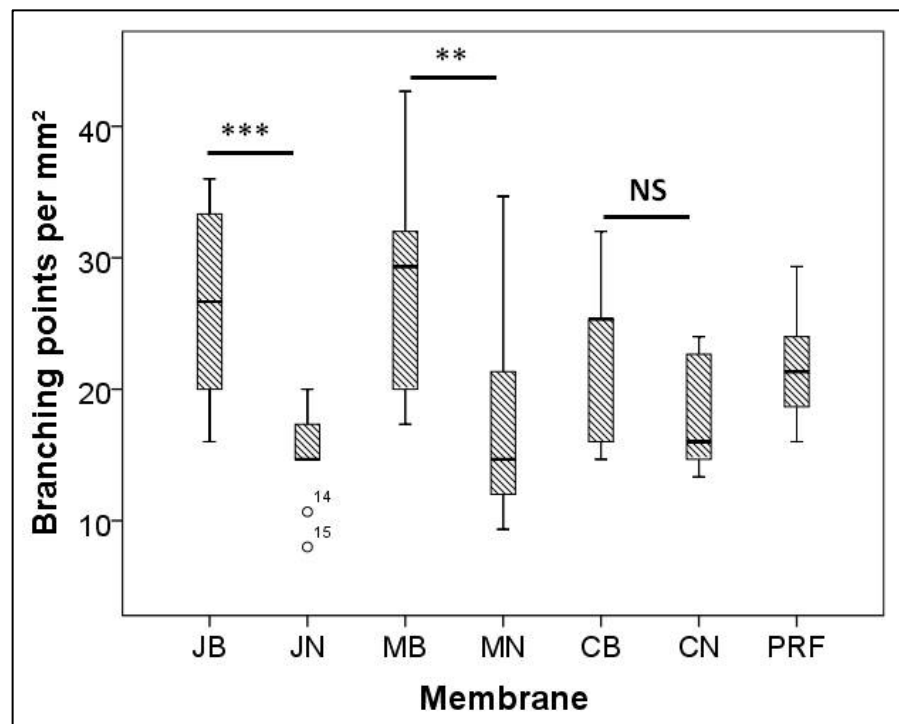 Branching points per mm²
40
30
20
10
***
**
NS
14
15
JB JN MB MN CB CN PRF
Membrane